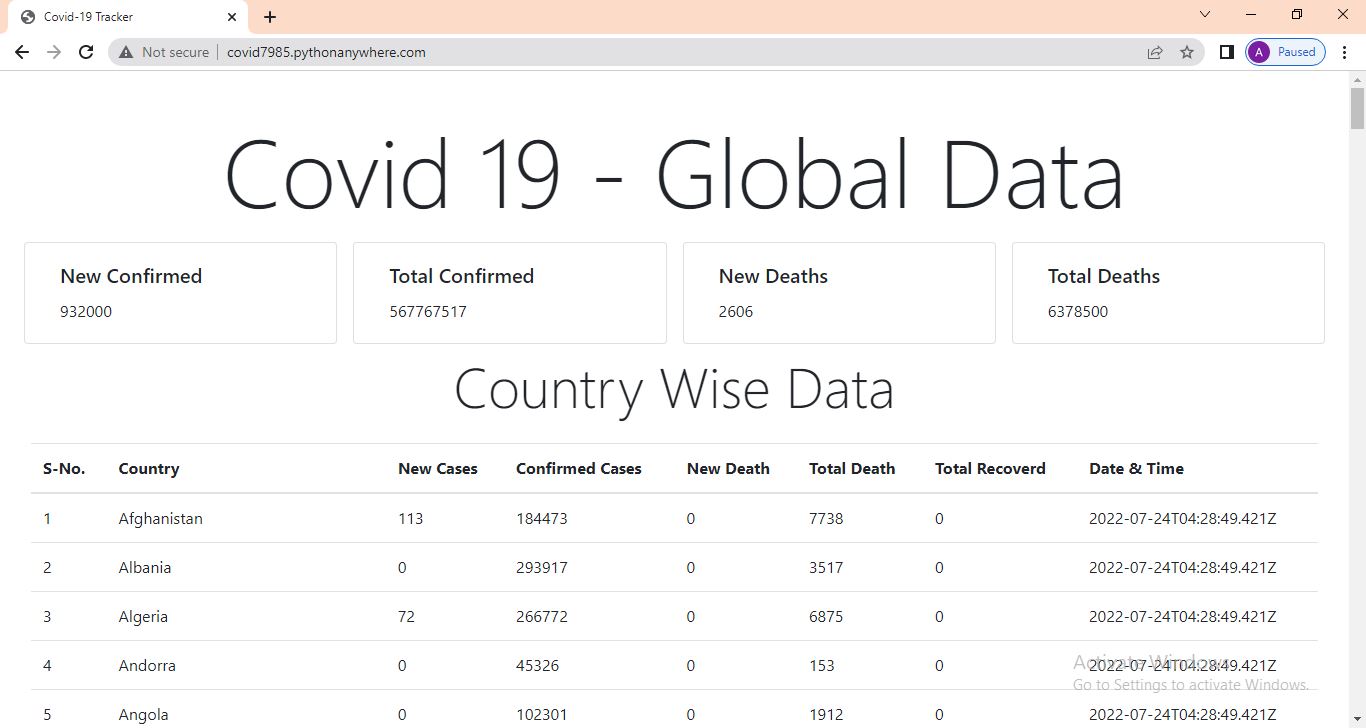 Covid-19 Tracker
Not secure covid7985.pythonanywhere.com A Paused
Covid 19 - Global Data
New Confirmed Total Confirmed New Deaths Total Deaths
932000 567767517 2606 6378500
Country Wise Data
S-No. Country New Cases Confirmed Cases New Death Total Death Total Recoverd Date & Time
1 Afghanistan 113 184473 0 7738 0 2022-07-24T04:28:49.421Z
2 Albania 0 293917 0 3517 0 2022-07-24T04:28:49.421Z
3 Algeria 72 266772 0 6875 0 2022-07-24T04:28:49.421Z
4 Andorra 0 45326 0 153 0 2022-07-24T04:28:49.421Z
Activate Windows
Go to Settings to activate Windows.
5 Angola 0 102301 0 1912 0 2022-07-24T04:28:49.421Z